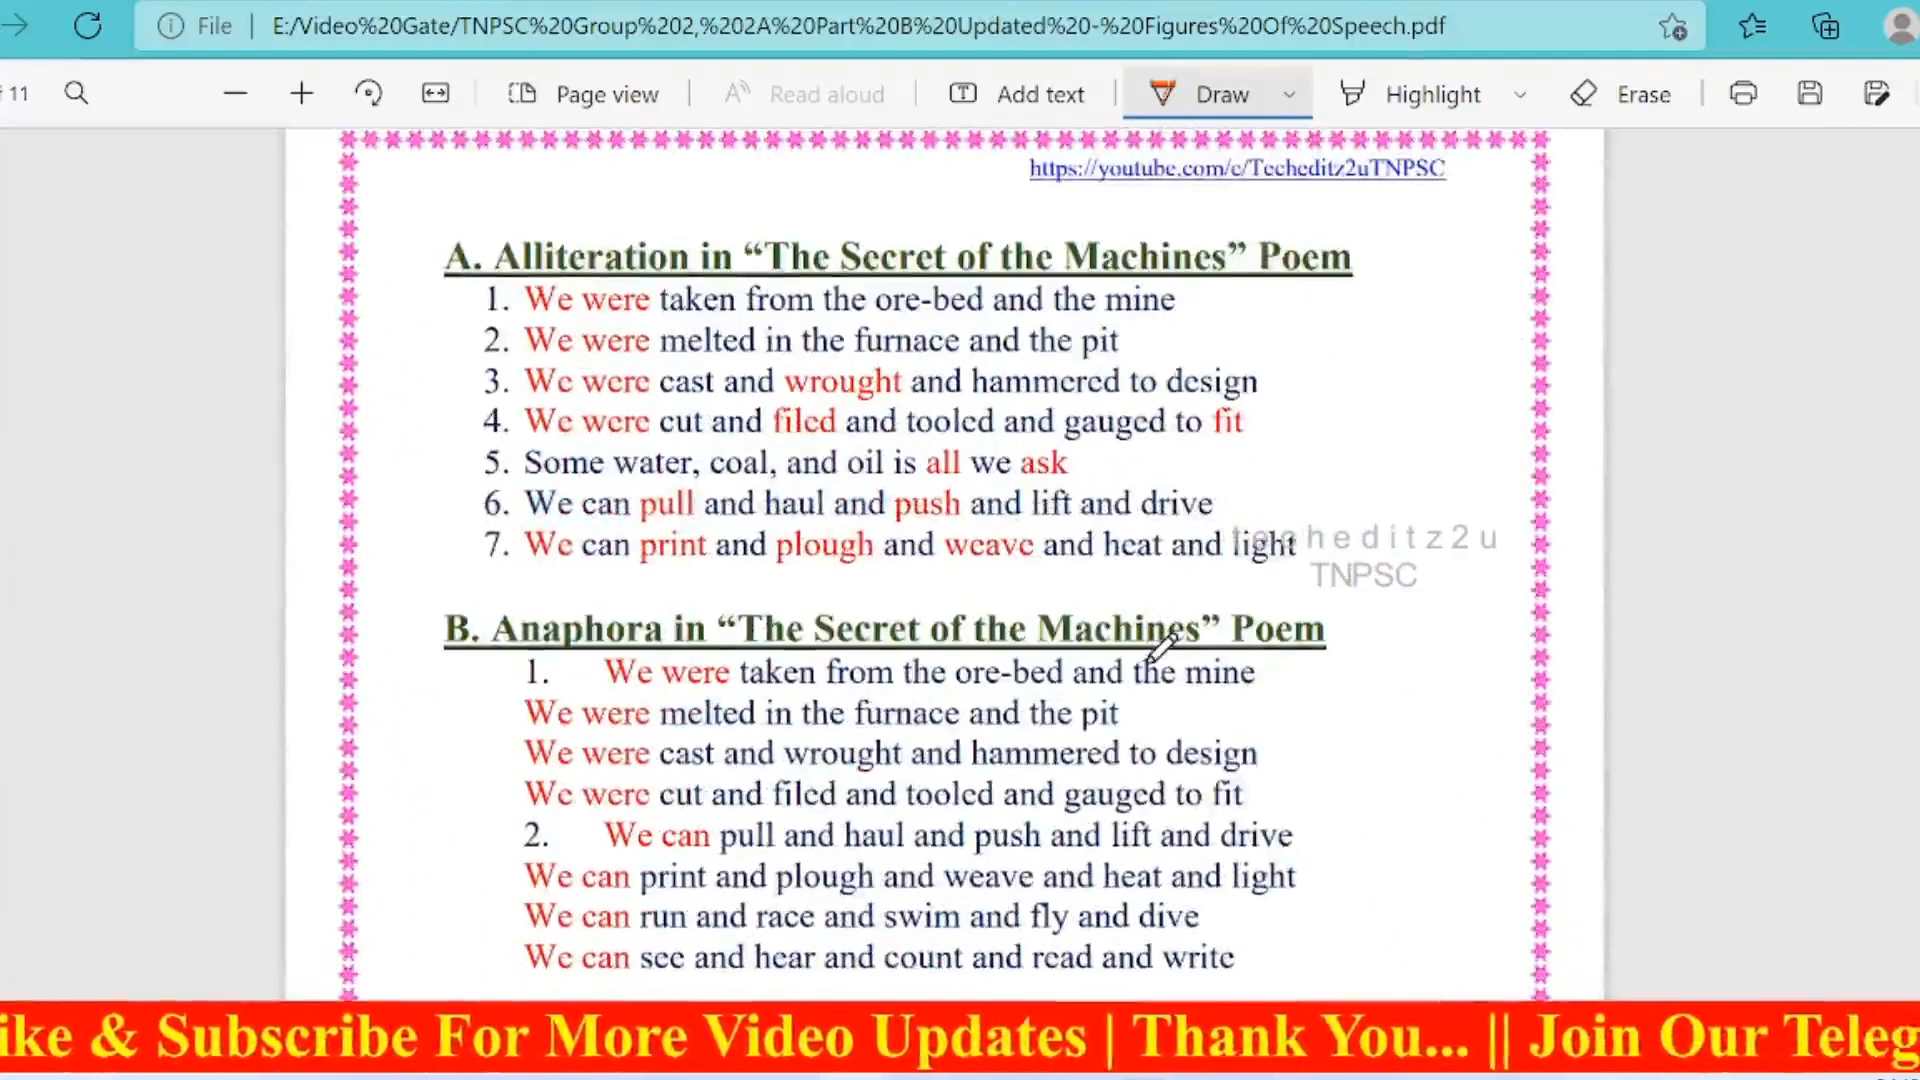 File E:/Video%20Gate/TNPSC%20Group%202,%202A%20Part%20B%20Updated%20-%20Figures%20Of%20Speech.pdf
11 Page view Read aloud Add text Draw Highlight Erase
https://youtube.com/c/Techeditz2uTNPSC
A. Alliteration in “The Secret of the Machines” Poem
1. We were taken from the ore-bed and the mine
2. We were melted in the furnace and the pit
3. We were cast and wrought and hammered to design
4. We were cut and filed and tooled and gauged to fit
5. Some water, coal, and oil is all we ask
6. We can pull and haul and push and lift and drive
7. We can print and plough and weave and heat and light
techeditz2u
TNPSC
B. Anaphora in “The Secret of the Machines” Poem
1. We were taken from the ore-bed and the mine
We were melted in the furnace and the pit
We were cast and wrought and hammered to design
We were cut and filed and tooled and gauged to fit
2. We can pull and haul and push and lift and drive
We can print and plough and weave and heat and light
We can run and race and swim and fly and dive
We can see and hear and count and read and write
ike & Subscribe For More Video Updates | Thank You... || Join Our Teleg